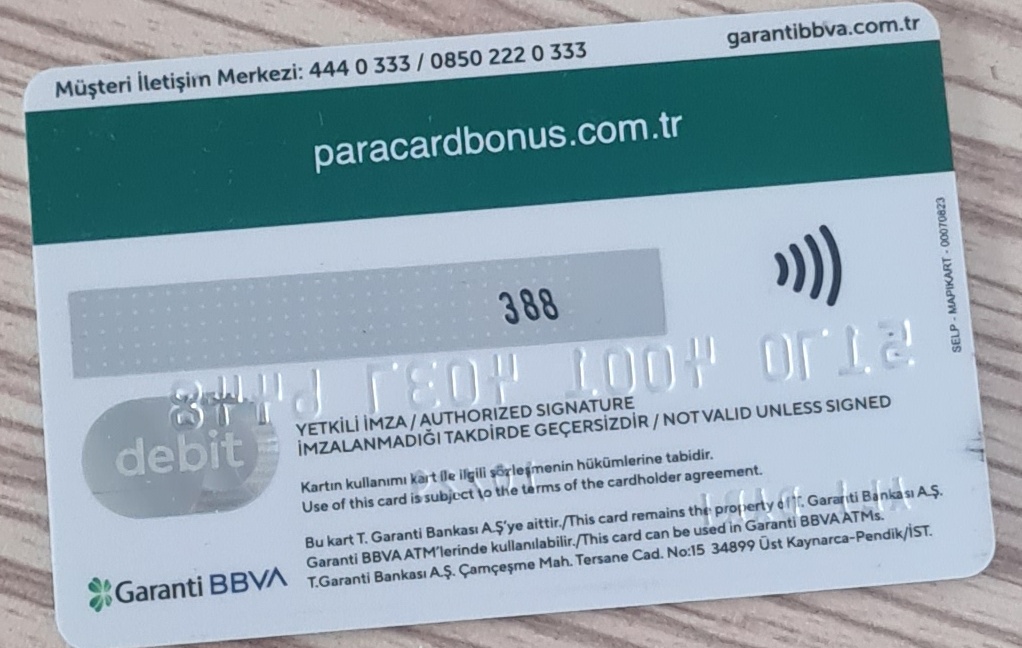 Müşteri İletişim Merkezi: 444 0 333 / 0850 222 0 333
garantibbva.com.tr
paracardbonus.com.tr
388
SELP - MAPIKART - 00070823
debit
YETKİLİ İMZA / AUTHORIZED SIGNATURE
İMZALANMADIĞI TAKDİRDE GEÇERSİZDİR / NOT VALID UNLESS SIGNED
Kartın kullanımı kart ile ilgili sözleşmenin hükümlerine tabidir.
Use of this card is subject to the terms of the cardholder agreement.
Bu kart T. Garanti Bankası A.Ş'ye aittir./This card remains the property of T. Garanti Bankası A.Ş.
Garanti BBVA ATM'lerinde kullanılabilir./This card can be used in Garanti BBVA ATMs.
T.Garanti Bankası A.Ş. Çamçeşme Mah. Tersane Cad. No:15 34899 Üst Kaynarca-Pendik/İST.
Garanti BBVA